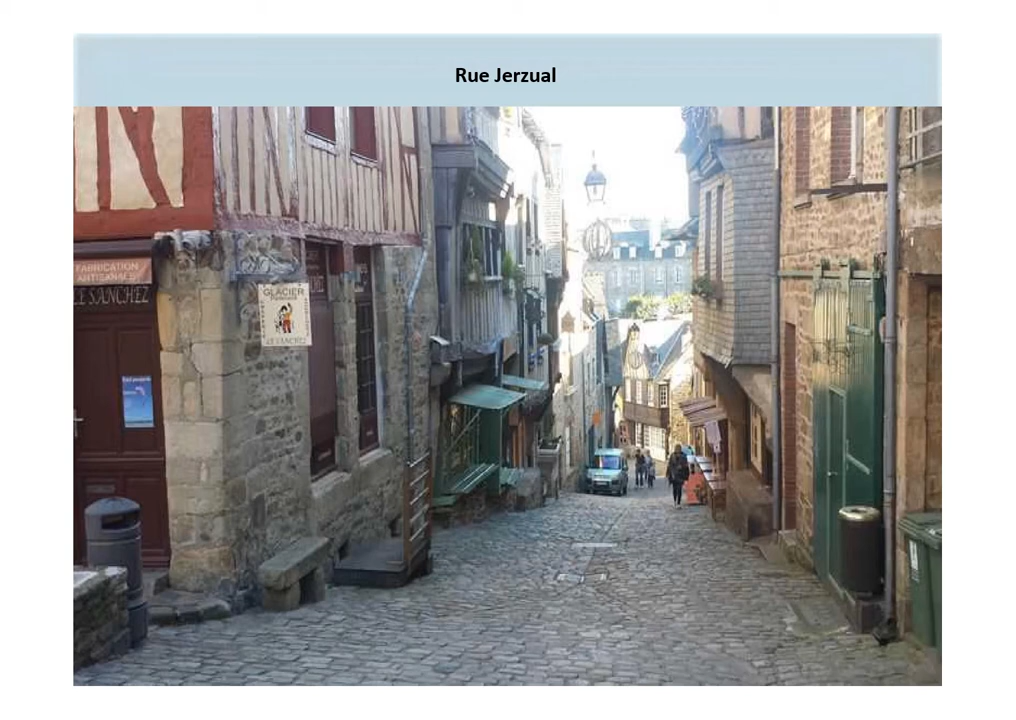 Rue Jerzual
FABRICATION
ARTISANALE
LE SANCHEZ
GLACIER
LE SANCHEZ